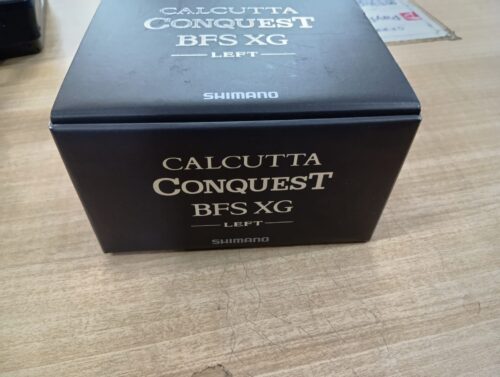 CALCUTTA
CONQUEST
BFS XG
LEFT
SHIMANO
CALCUTTA
CONQUEST
BFS XG
LEFT
SHIMANO